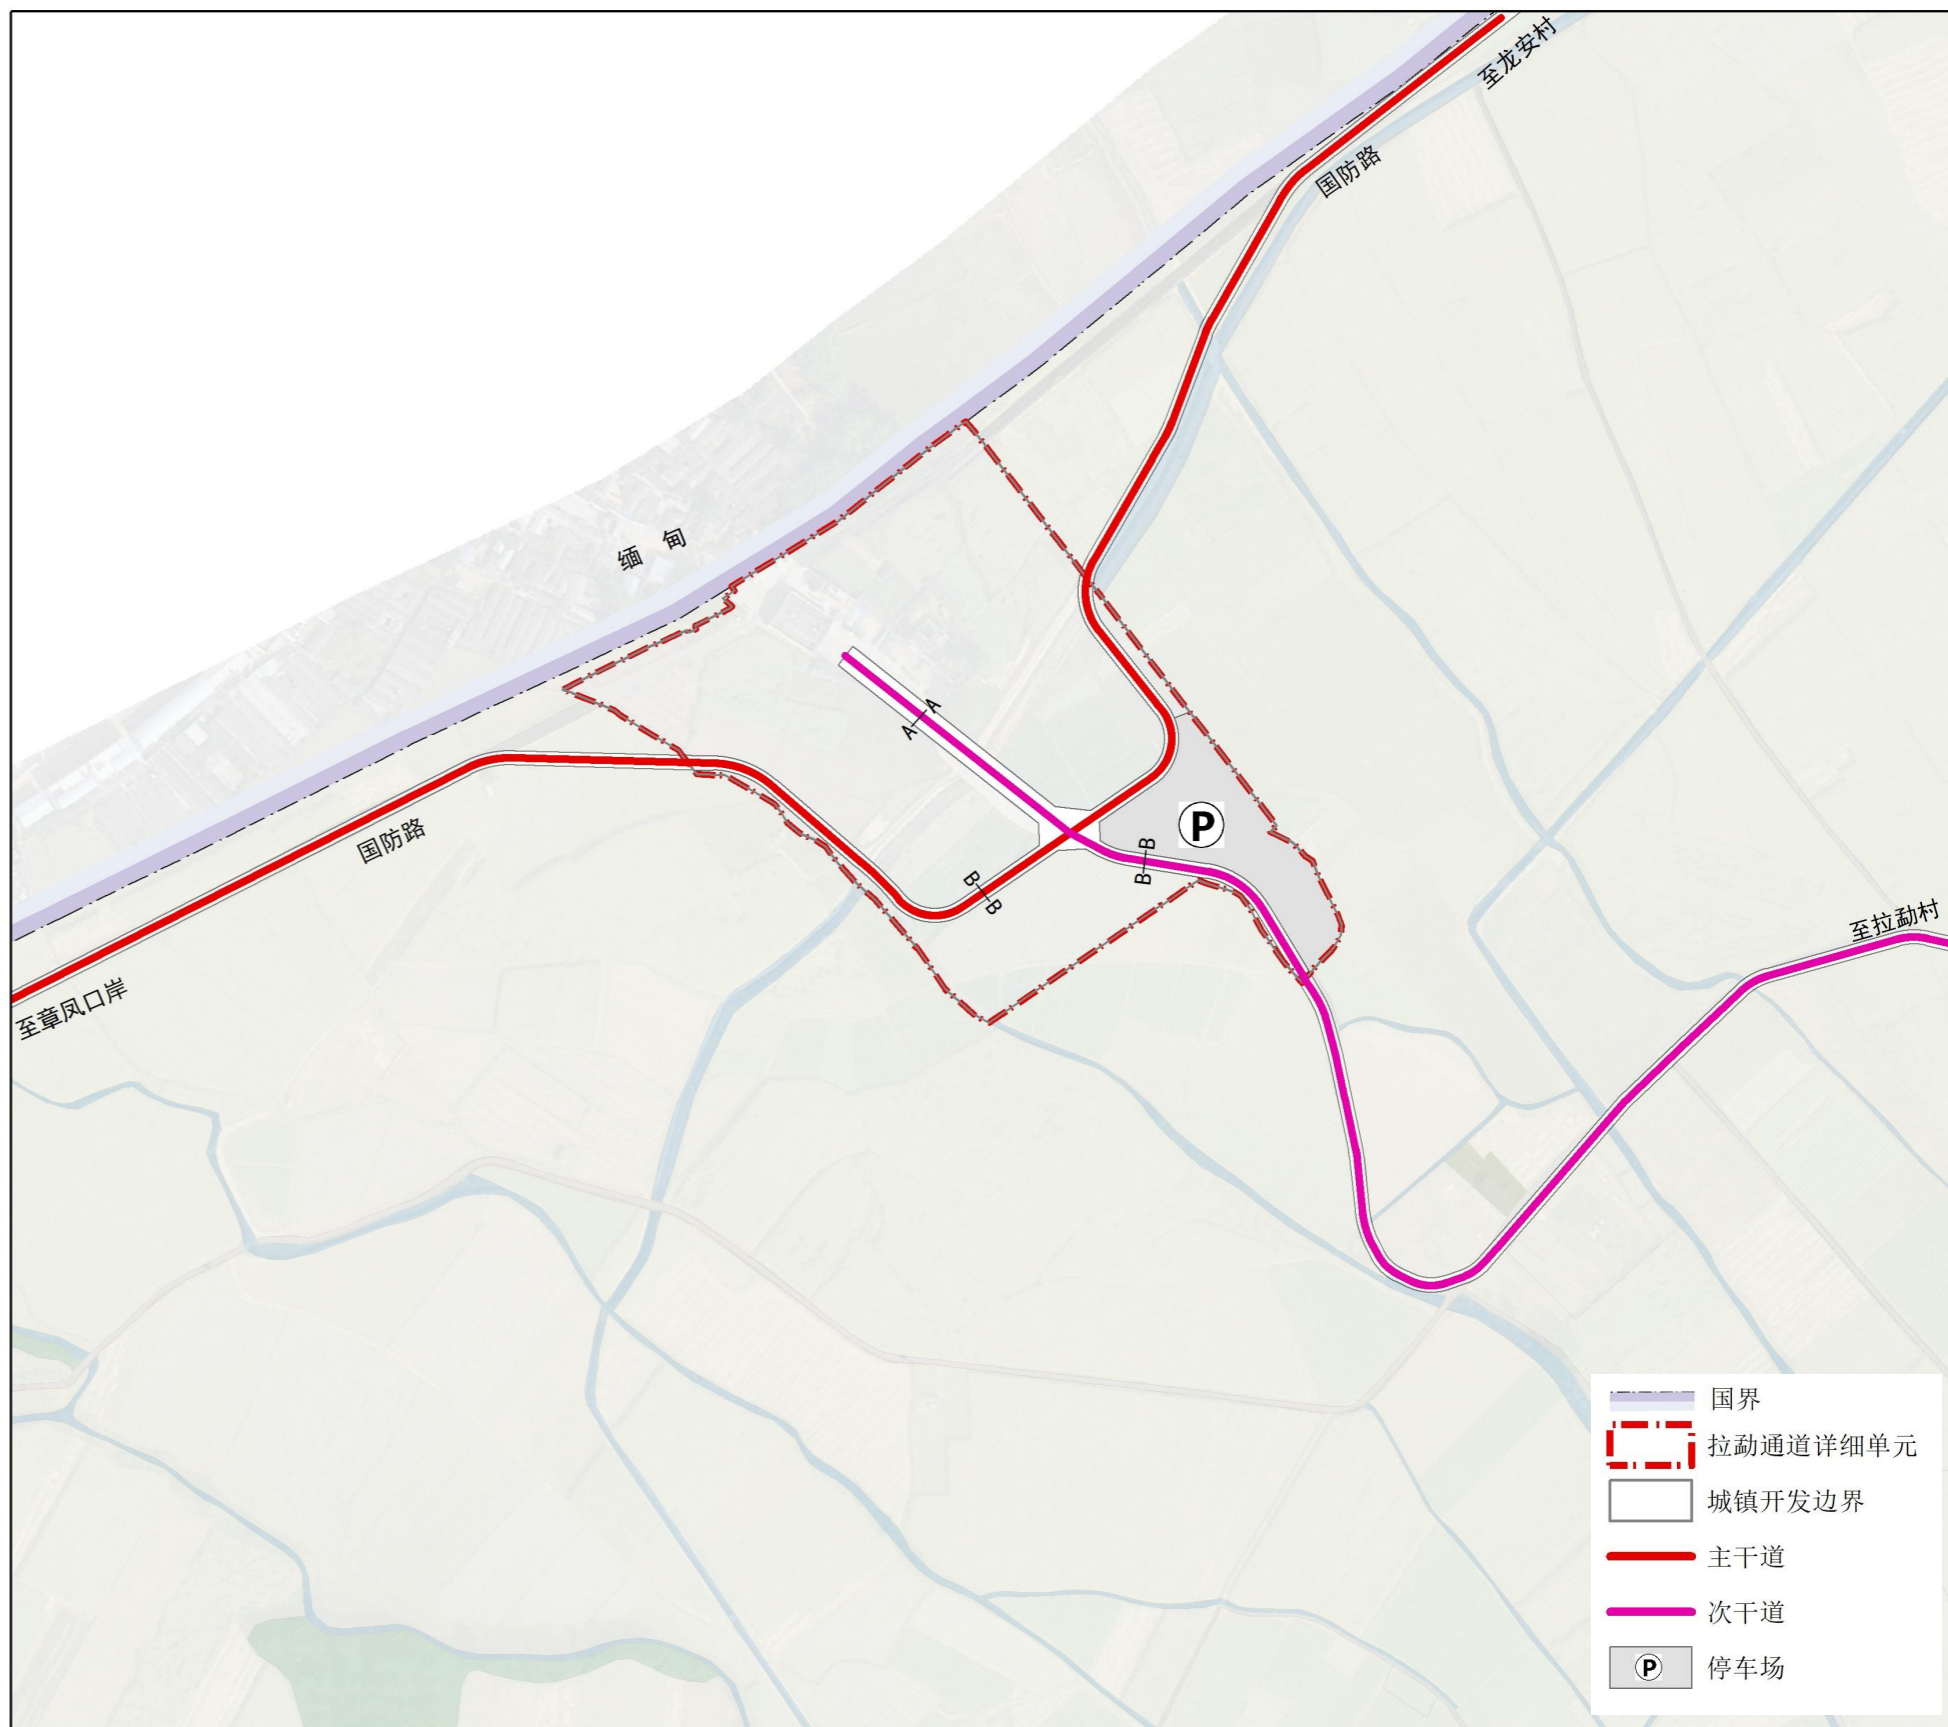 至龙安村
国防路
缅 甸
A A
P
B B
B B
国防路
至拉勐村
至章凤口岸
国界
拉勐通道详细单元
城镇开发边界
主干道
次干道
P 停车场